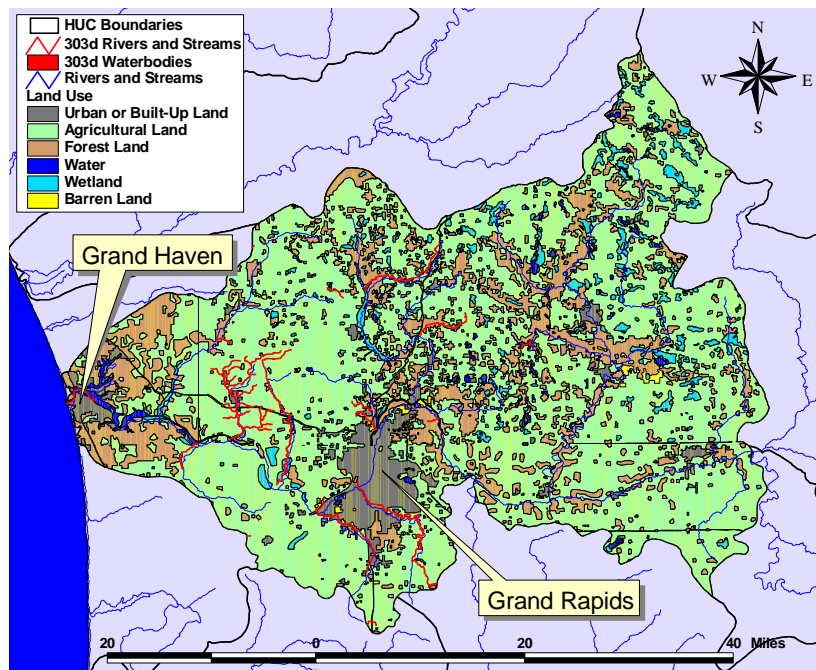 HUC Boundaries
303d Rivers and Streams
303d Waterbodies
Rivers and Streams
Land Use
Urban or Built-Up Land
Agricultural Land
Forest Land
Water
Wetland
Barren Land
N
W E
S
Grand Haven
Grand Rapids
20 0 20 40 Miles